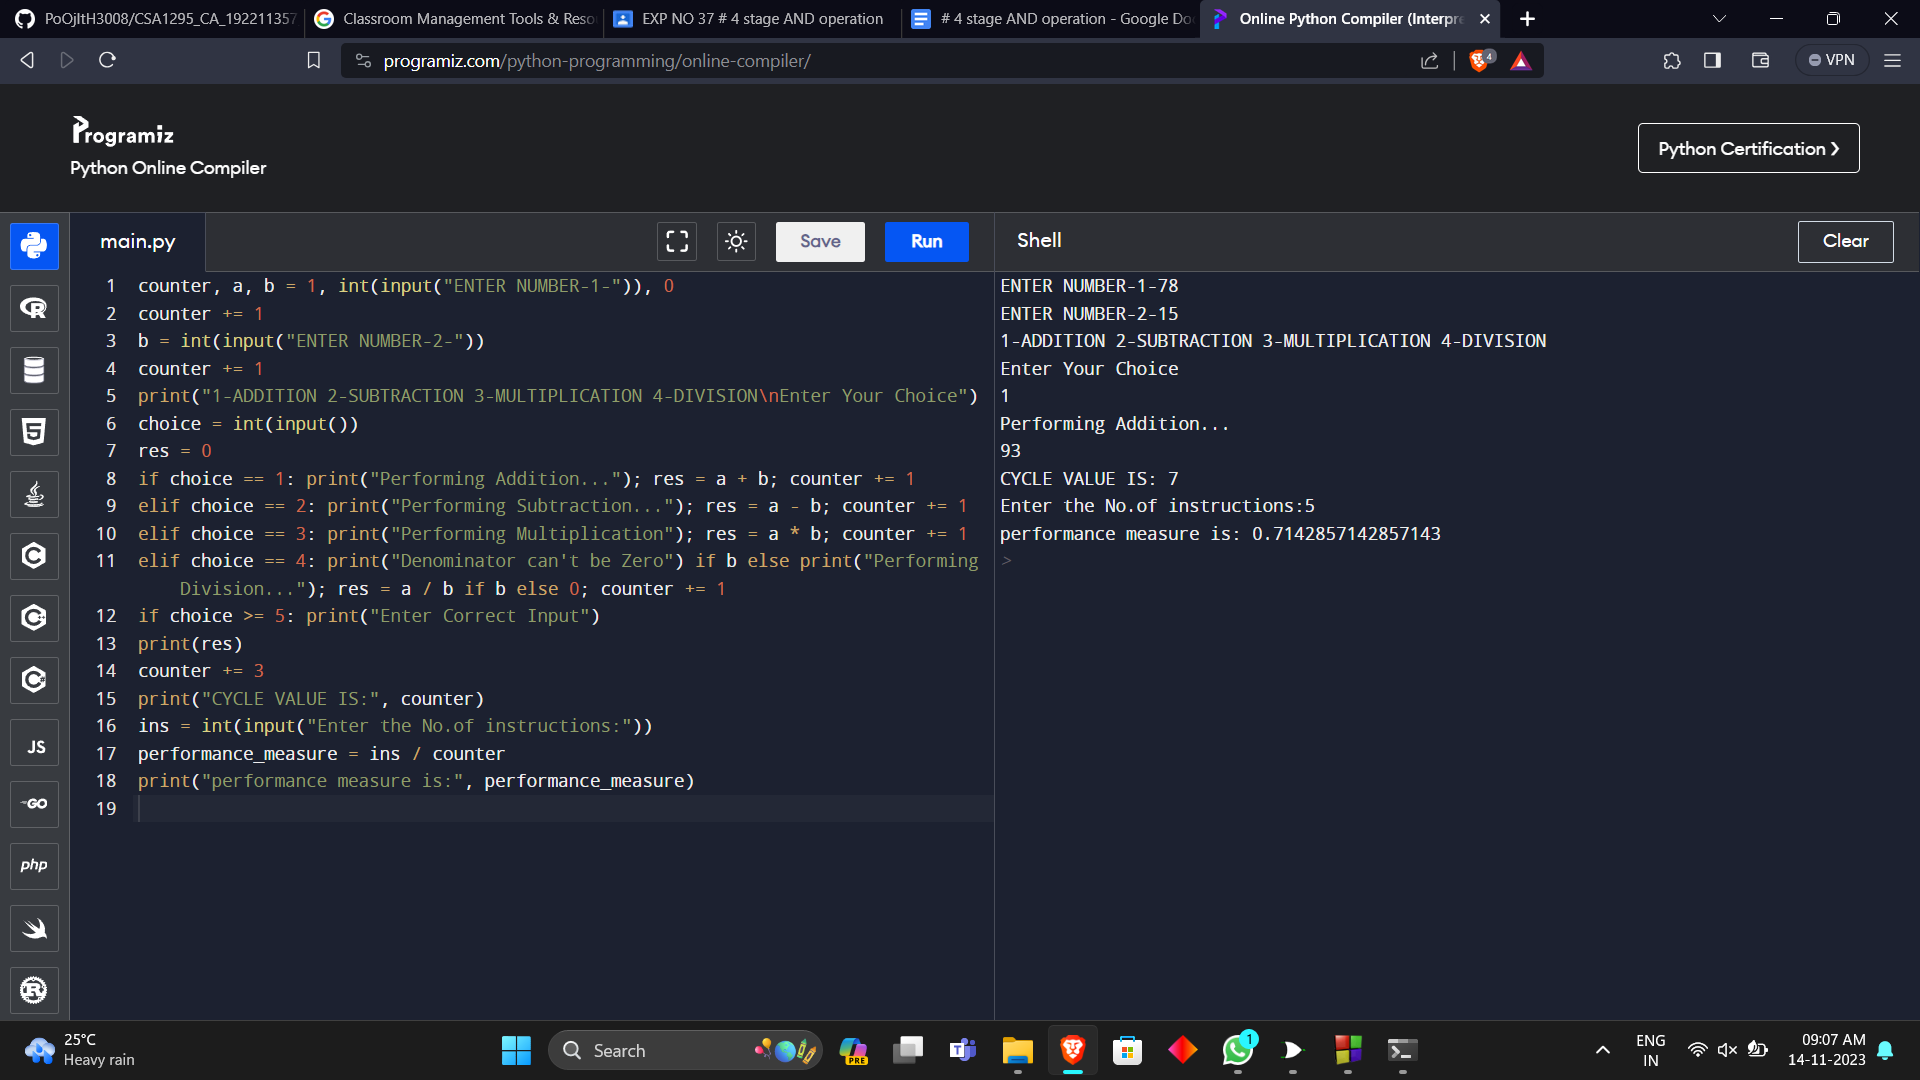 PoOjItH3008/CSA1295_CA_192211357
Classroom Management Tools & Reso
EXP NO 37 # 4 stage AND operation
# 4 stage AND operation - Google Do
Online Python Compiler (Interpre
programiz.com/python-programming/online-compiler/
4
VPN
Programiz
Python Online Compiler
Python Certification ❯
main.py
Save
Run
Shell
Clear
1 counter, a, b = 1, int(input("ENTER NUMBER-1-")), 0
2 counter += 1
3 b = int(input("ENTER NUMBER-2-"))
4 counter += 1
5 print("1-ADDITION 2-SUBTRACTION 3-MULTIPLICATION 4-DIVISION\nEnter Your Choice")
6 choice = int(input())
7 res = 0
8 if choice == 1: print("Performing Addition..."); res = a + b; counter += 1
9 elif choice == 2: print("Performing Subtraction..."); res = a - b; counter += 1
10 elif choice == 3: print("Performing Multiplication"); res = a * b; counter += 1
11 elif choice == 4: print("Denominator can't be Zero") if b else print("Performing
Division..."); res = a / b if b else 0; counter += 1
12 if choice >= 5: print("Enter Correct Input")
13 print(res)
14 counter += 3
15 print("CYCLE VALUE IS:", counter)
16 ins = int(input("Enter the No.of instructions:"))
17 performance_measure = ins / counter
18 print("performance measure is:", performance_measure)
19
ENTER NUMBER-1-78
ENTER NUMBER-2-15
1-ADDITION 2-SUBTRACTION 3-MULTIPLICATION 4-DIVISION
Enter Your Choice
1
Performing Addition...
93
CYCLE VALUE IS: 7
Enter the No.of instructions:5
performance measure is: 0.7142857142857143
>
JS
GO
php
25°C
Heavy rain
Search
PRE
1
ENG
IN
09:07 AM
14-11-2023